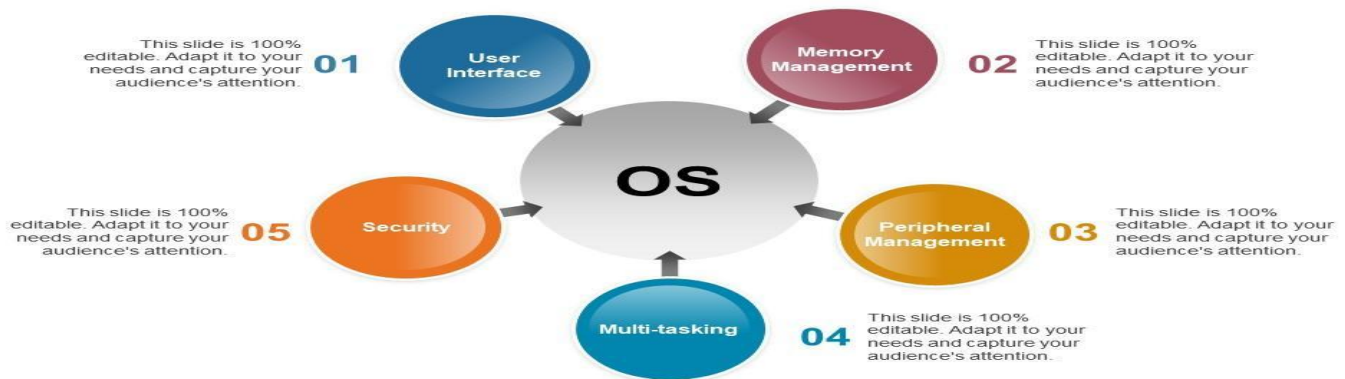 This slide is 100%
editable. Adapt it to your
needs and capture your
audience's attention.
01
User
Interface
Memory
Management
02
This slide is 100%
editable. Adapt it to your
needs and capture your
audience's attention.
OS
This slide is 100%
editable. Adapt it to your
needs and capture your
audience's attention.
05
Security
Peripheral
Management
03
This slide is 100%
editable. Adapt it to your
needs and capture your
audience's attention.
Multi-tasking
04
This slide is 100%
editable. Adapt it to your
needs and capture your
audience's attention.